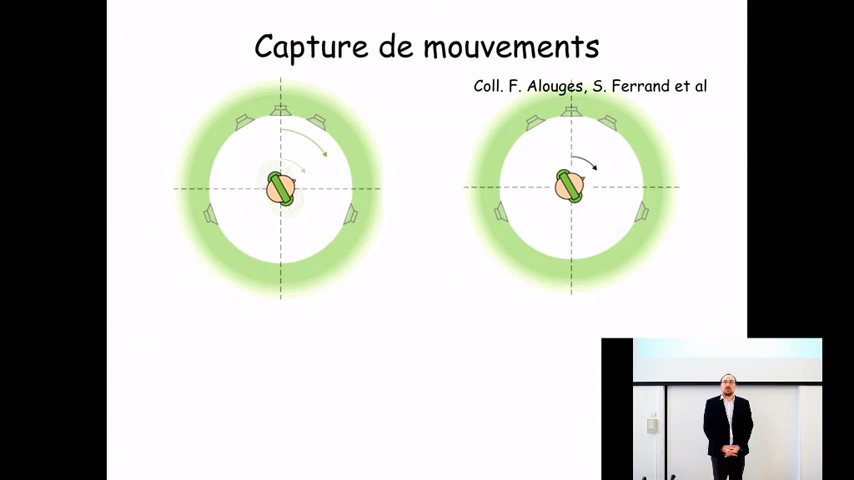 Capture de mouvements
Coll. F. Alouges, S. Ferrand et al